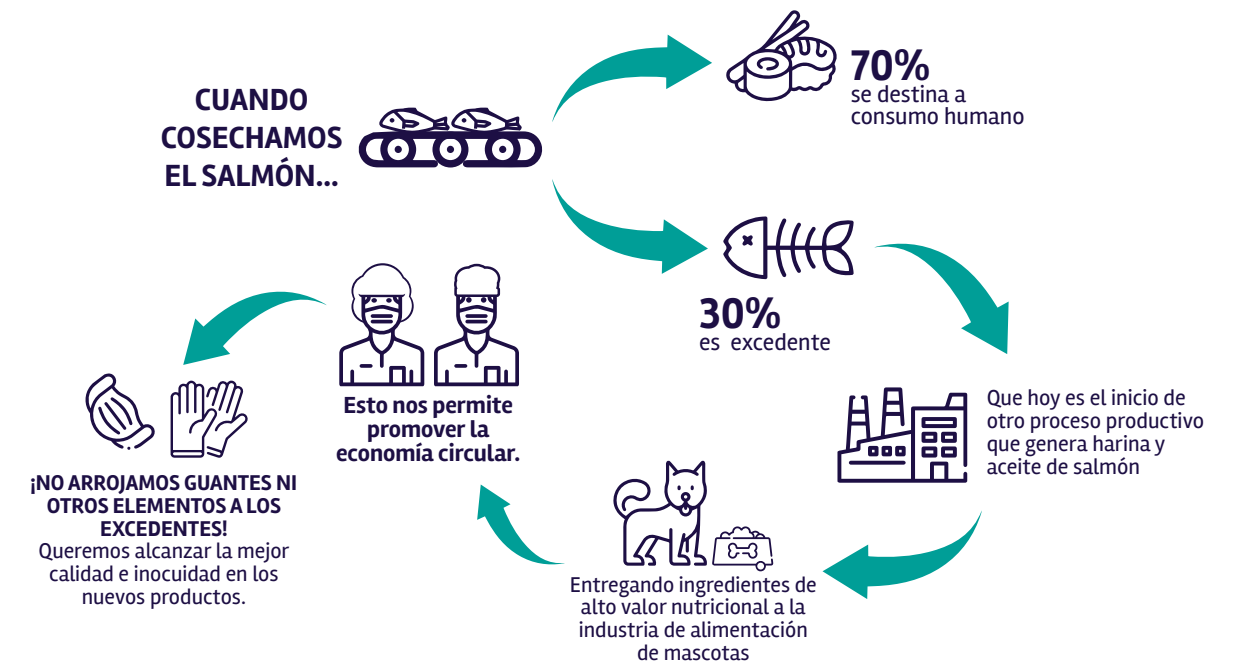 CUANDO
COSECHAMOS
EL SALMÓN...
70%
se destina a
consumo humano
30%
es excedente
Que hoy es el inicio de
otro proceso productivo
que genera harina y
aceite de salmón
Entregando ingredientes de
alto valor nutricional a la
industria de alimentación
de mascotas
Esto nos permite
promover la
economía circular.
¡NO ARROJAMOS GUANTES NI
OTROS ELEMENTOS A LOS
EXCEDENTES!
Queremos alcanzar la mejor
calidad e inocuidad en los
nuevos productos.